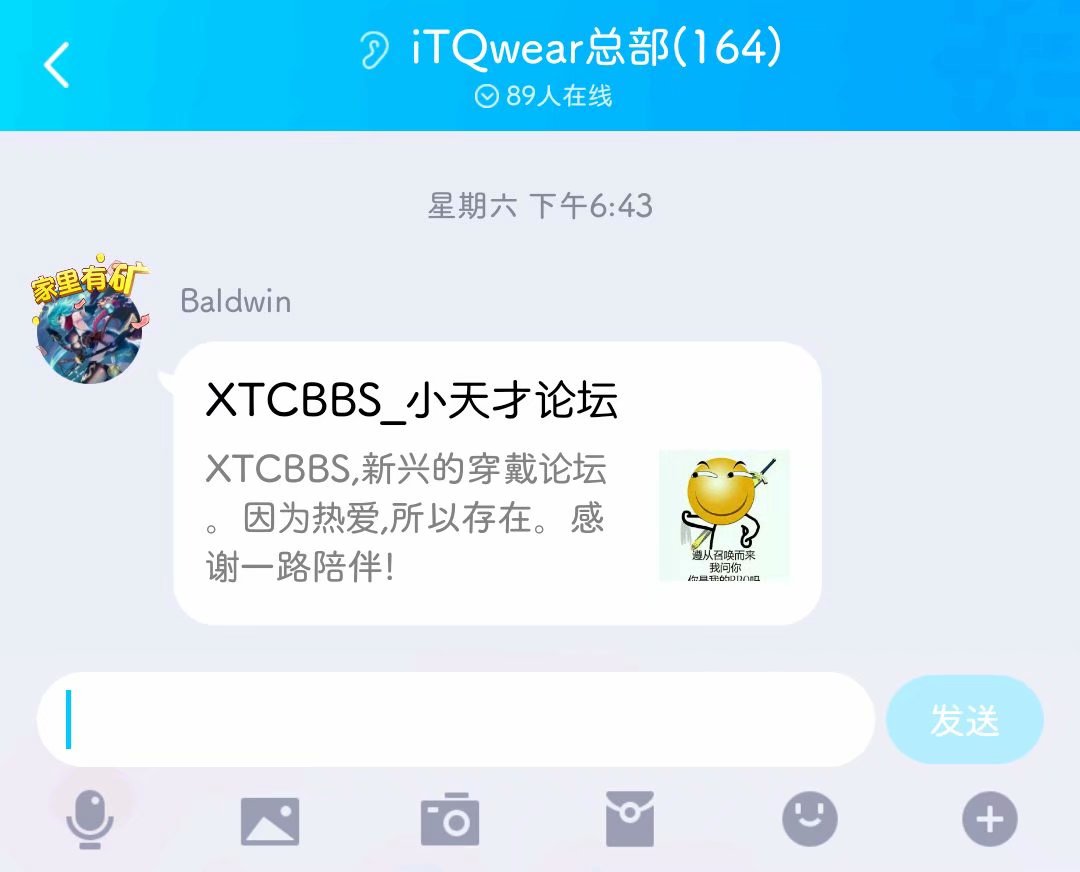 iTQwear总部(164)
89人在线
星期六 下午6:43
家里有矿
Baldwin
XTCBBS_小天才论坛
XTCBBS,新兴的穿戴论坛
。因为热爱,所以存在。感
谢一路陪伴!
遵从召唤而来
我问你
你是我的PRO吗
发送